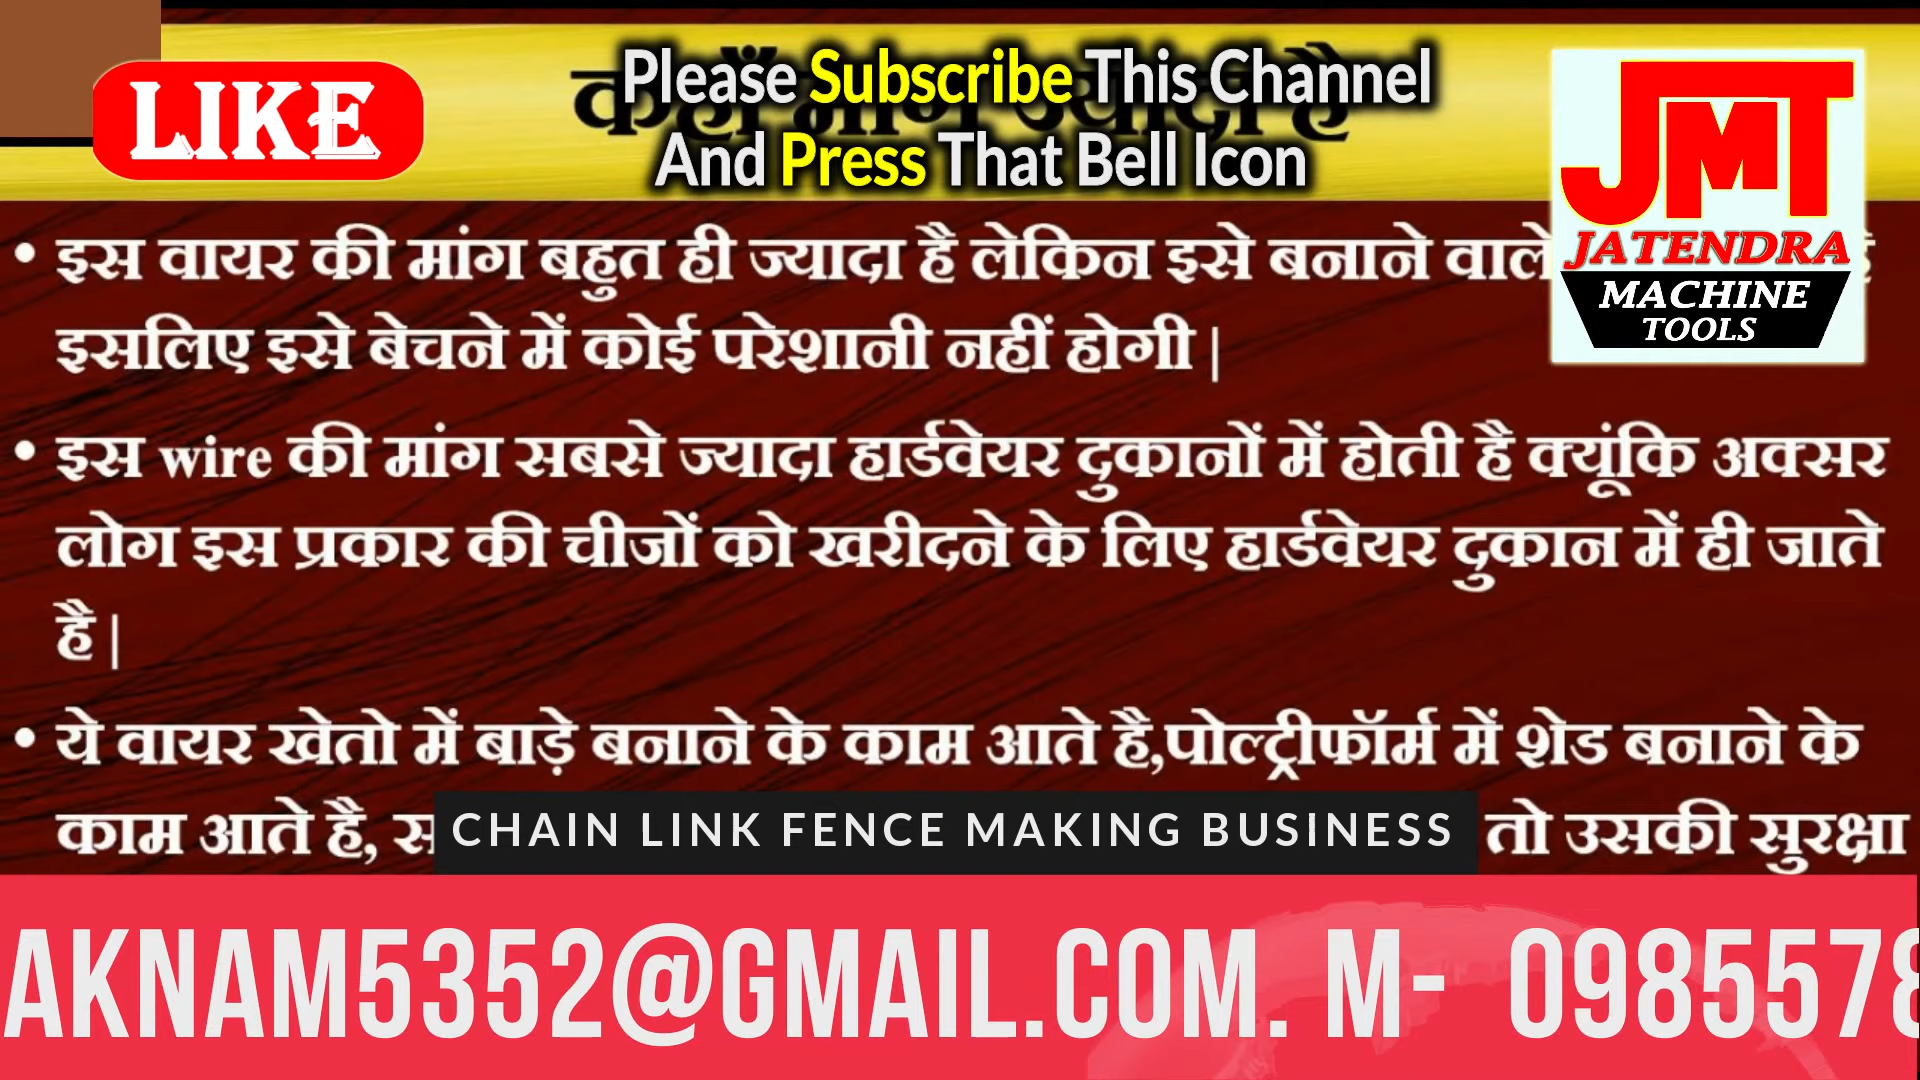 LIKE
Please Subscribe This Channel
And Press That Bell Icon
कहाँ मांग ज्यादा है
JMT
JATENDRA
MACHINE
TOOLS
• इस वायर की मांग बहुत ही ज्यादा है लेकिन इसे बनाने वाले
इसलिए इसे बेचने में कोई परेशानी नहीं होगी |
• इस wire की मांग सबसे ज्यादा हार्डवेयर दुकानों में होती है क्यूंकि अक्सर
लोग इस प्रकार की चीजों को खरीदने के लिए हार्डवेयर दुकान में ही जाते
है |
• ये वायर खेतो में बाड़े बनाने के काम आते है,पोल्ट्रीफॉर्म में शेड बनाने के
काम आते है, तो उसकी सुरक्षा
CHAIN LINK FENCE MAKING BUSINESS
AKNAM5352@GMAIL.COM. M- 0985578